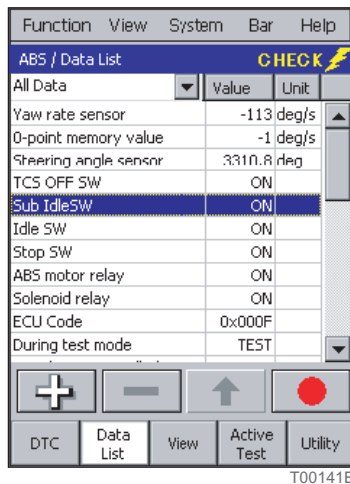 Function View System Bar Help
ABS / Data List CHECK
All Data Value Unit
Yaw rate sensor -113 deg/s
0-point memory value -1 deg/s
Steering angle sensor 3310.8 deg
TCS OFF SW ON
Sub IdleSW ON
Idle SW ON
Stop SW ON
ABS motor relay ON
Solenoid relay ON
ECU Code 0x000F
During test mode TEST
DTC Data List View Active Test Utility
T00141E